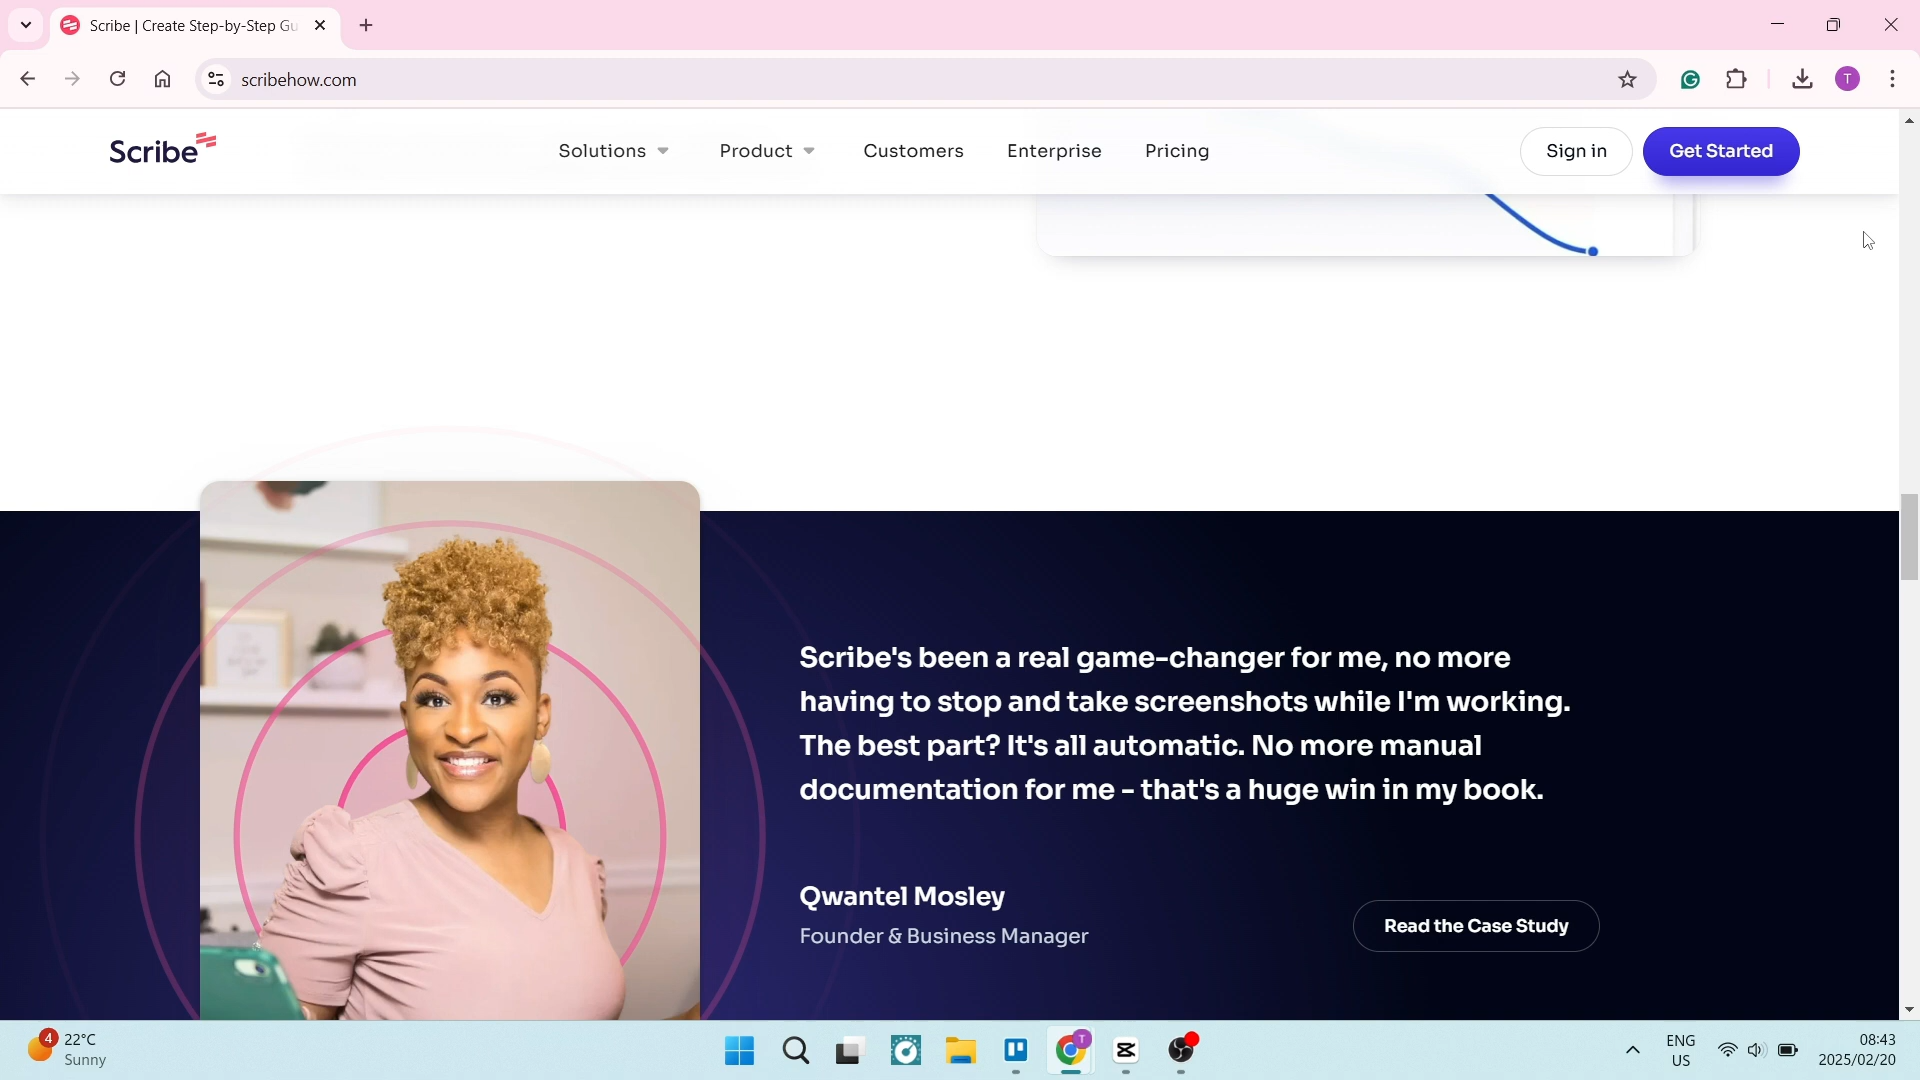 Scribe | Create Step-by-Step Gu
scribehow.com
T
Scribe
Solutions
Product
Customers
Enterprise
Pricing
Sign in
Get Started
Scribe's been a real game-changer for me, no more
having to stop and take screenshots while I'm working.
The best part? It's all automatic. No more manual
documentation for me - that's a huge win in my book.
Qwantel Mosley
Founder & Business Manager
Read the Case Study
4
22°C
Sunny
T
ENG
US
08:43
2025/02/20